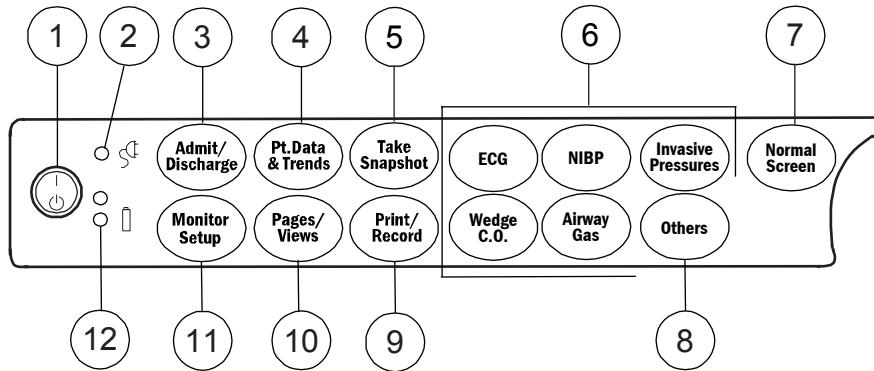 1 2 3 4 5 6 7
Admit/ Pt.Data Take
Discharge & Trends Snapshot
ECG NIBP Invasive
Pressures
Normal
Screen
Monitor Pages/ Print/
Setup Views Record
Wedge Airway
C.O. Gas
Others
12 11 10 9 8